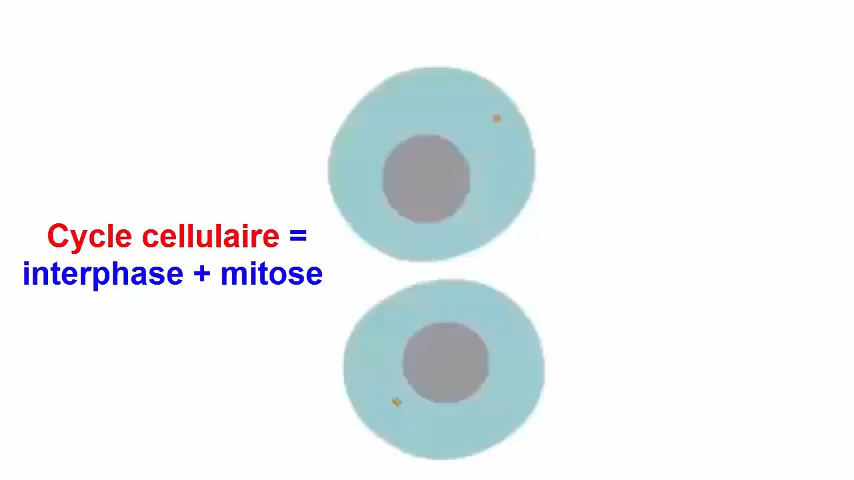 Cycle cellulaire =
interphase + mitose